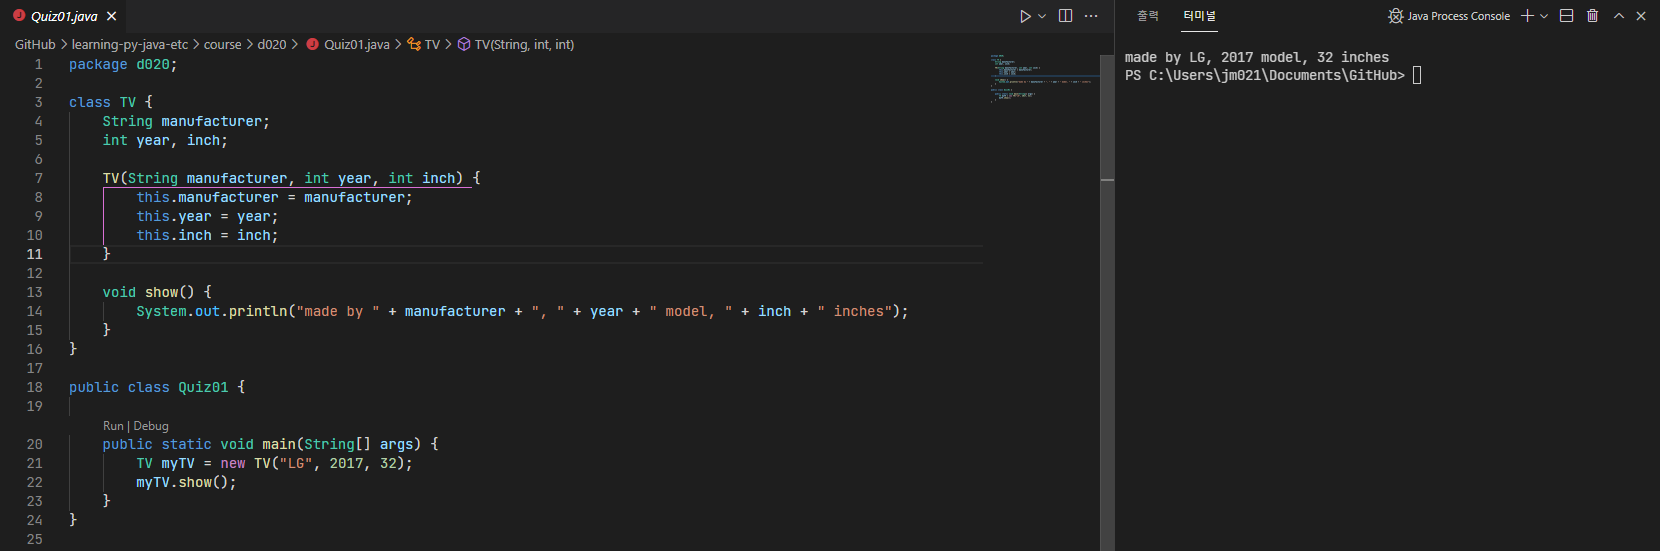 Quiz01.java
GitHub > learning-py-java-etc > course > d020 > Quiz01.java > TV > TV(String, int, int)
1 package d020;
2
3 class TV {
4 String manufacturer;
5 int year, inch;
6
7 TV(String manufacturer, int year, int inch) {
8 this.manufacturer = manufacturer;
9 this.year = year;
10 this.inch = inch;
11 }
12
13 void show() {
14 System.out.println("made by " + manufacturer + ", " + year + " model, " + inch + " inches");
15 }
16 }
17
18 public class Quiz01 {
19
Run | Debug
20 public static void main(String[] args) {
21 TV myTV = new TV("LG", 2017, 32);
22 myTV.show();
23 }
24 }
25
출력 터미널 Java Process Console
made by LG, 2017 model, 32 inches
PS C:\Users\jm021\Documents\GitHub>